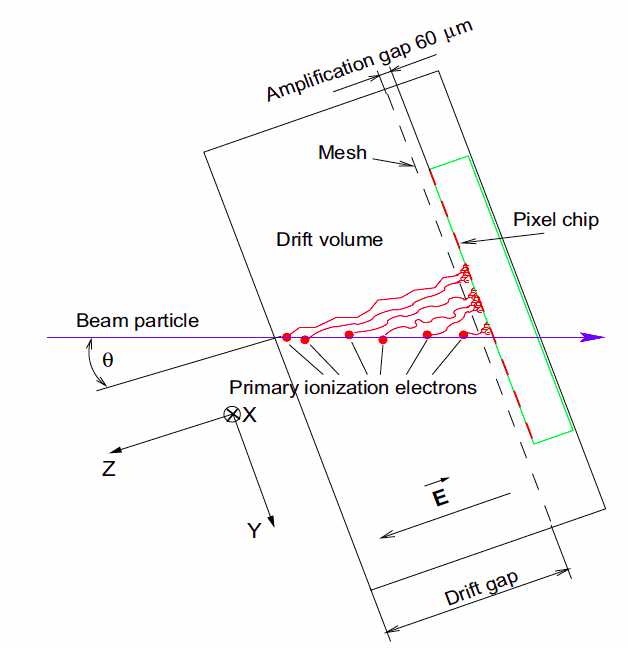 Amplification gap 60 μm
Mesh
Pixel chip
Drift volume
Beam particle
θ
Primary ionization electrons
X
Z
E
Y
Drift gap